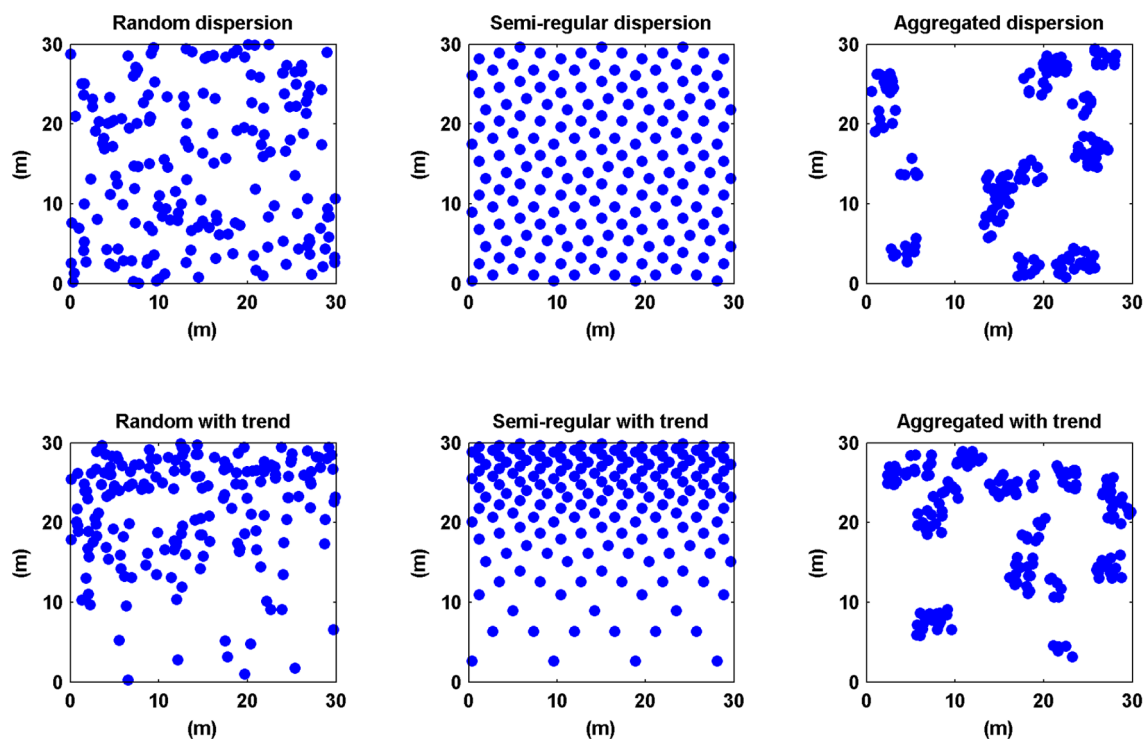 Random dispersion
Semi-regular dispersion
Aggregated dispersion
30
20
10
0
(m)
0 10 20 30
(m)
30
20
10
0
(m)
0 10 20 30
(m)
30
20
10
0
(m)
0 10 20 30
(m)
Random with trend
Semi-regular with trend
Aggregated with trend
30
20
10
0
(m)
0 10 20 30
(m)
30
20
10
0
(m)
0 10 20 30
(m)
30
20
10
0
(m)
0 10 20 30
(m)